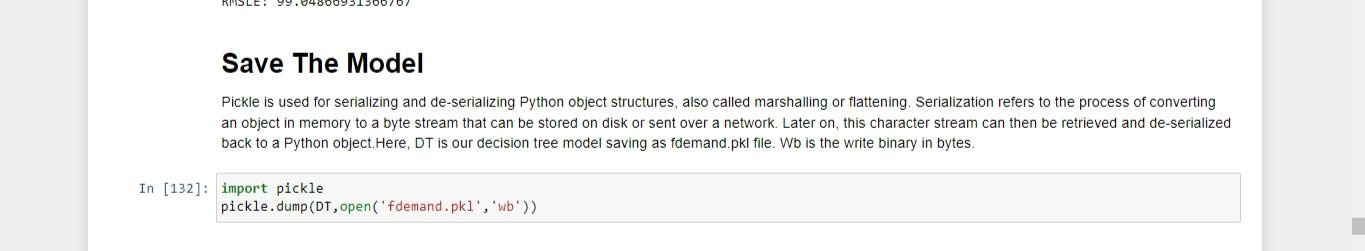 RMSLE: 99.04866931366767
Save The Model
Pickle is used for serializing and de-serializing Python object structures, also called marshalling or flattening. Serialization refers to the process of converting
an object in memory to a byte stream that can be stored on disk or sent over a network. Later on, this character stream can then be retrieved and de-serialized
back to a Python object.Here, DT is our decision tree model saving as fdemand.pkl file. Wb is the write binary in bytes.
In [132]: import pickle
pickle.dump(DT,open('fdemand.pkl','wb'))